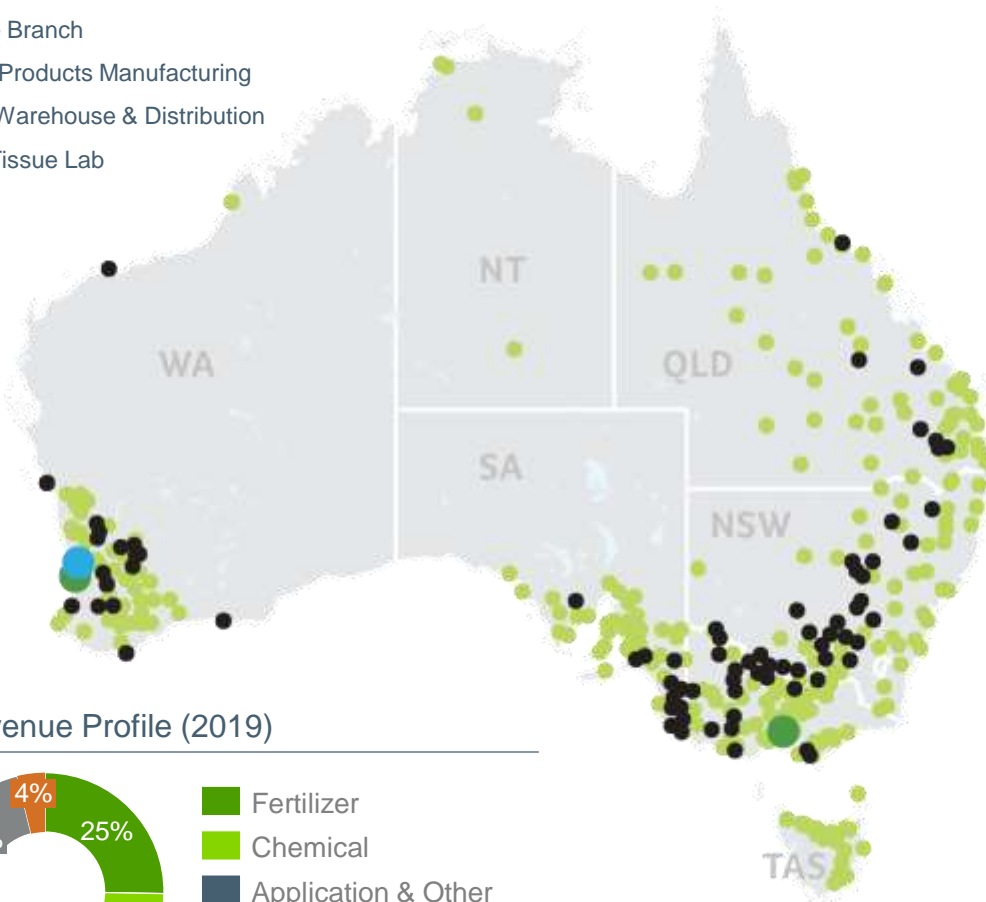 Branch
Products Manufacturing
Warehouse & Distribution
Tissue Lab
NT
WA
QLD
SA
NSW
TAS
venue Profile (2019)
4%
25%
Fertilizer
Chemical
Application & Other